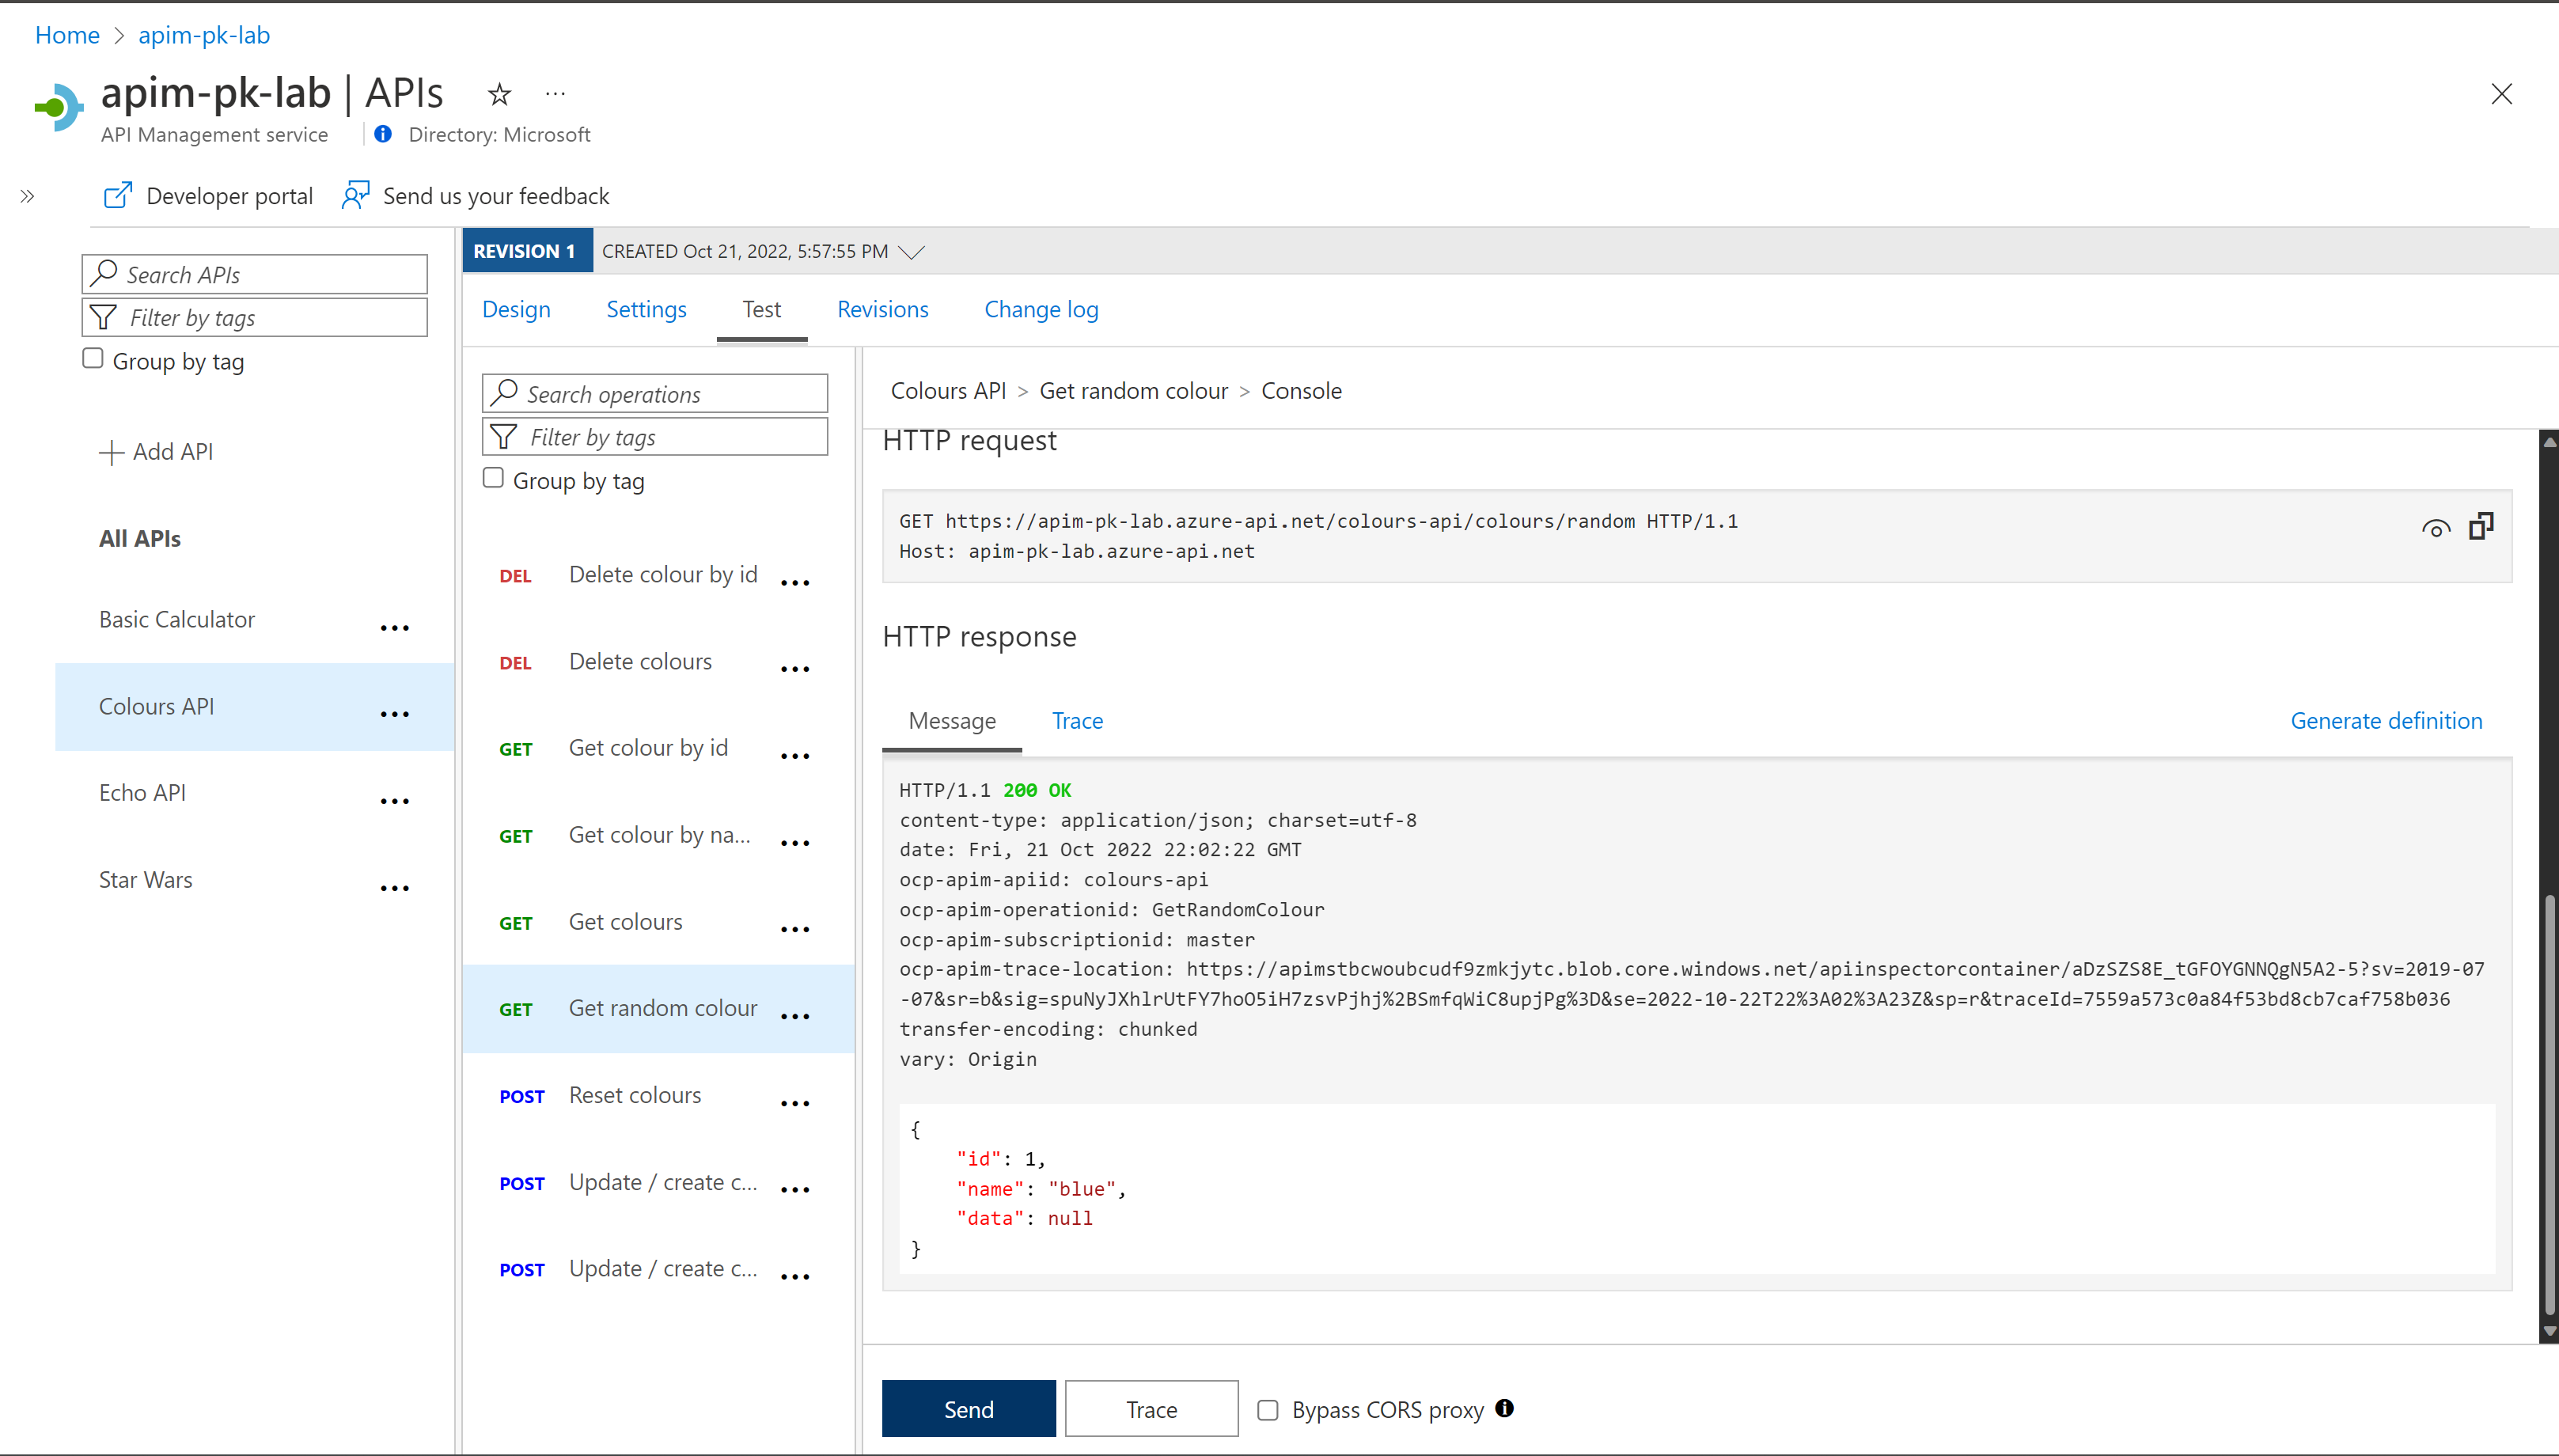 Home > apim-pk-lab
apim-pk-lab | APIs
API Management service
Directory: Microsoft
Developer portal
Send us your feedback
Search APIs
Filter by tags
Group by tag
Add API
All APIs
Basic Calculator
Colours API
Echo API
Star Wars
REVISION 1 CREATED Oct 21, 2022, 5:57:55 PM
Design Settings Test Revisions Change log
Search operations
Filter by tags
Group by tag
DEL Delete colour by id
DEL Delete colours
GET Get colour by id
GET Get colour by na...
GET Get colours
GET Get random colour
POST Reset colours
POST Update / create c...
POST Update / create c...
Colours API > Get random colour > Console
HTTP request
GET https://apim-pk-lab.azure-api.net/colours-api/colours/random HTTP/1.1
Host: apim-pk-lab.azure-api.net
HTTP response
Message Trace Generate definition
HTTP/1.1 200 OK
content-type: application/json; charset=utf-8
date: Fri, 21 Oct 2022 22:02:22 GMT
ocp-apim-apiid: colours-api
ocp-apim-operationid: GetRandomColour
ocp-apim-subscriptionid: master
ocp-apim-trace-location: https://apimstbcwoubcudf9zmkjytc.blob.core.windows.net/apiinspectorcontainer/aDzSZS8E_tGFOYGNNQgN5A2-5?sv=2019-07
-07&sr=b&sig=spuNyJXhlrUtFY7hoO5iH7zsvPjhj%2BSmfqWiC8upjPg%3D&se=2022-10-22T22%3A02%3A23Z&sp=r&traceId=7559a573c0a84f53bd8cb7caf758b036
transfer-encoding: chunked
vary: Origin
{
"id": 1,
"name": "blue",
"data": null
}
Send Trace Bypass CORS proxy